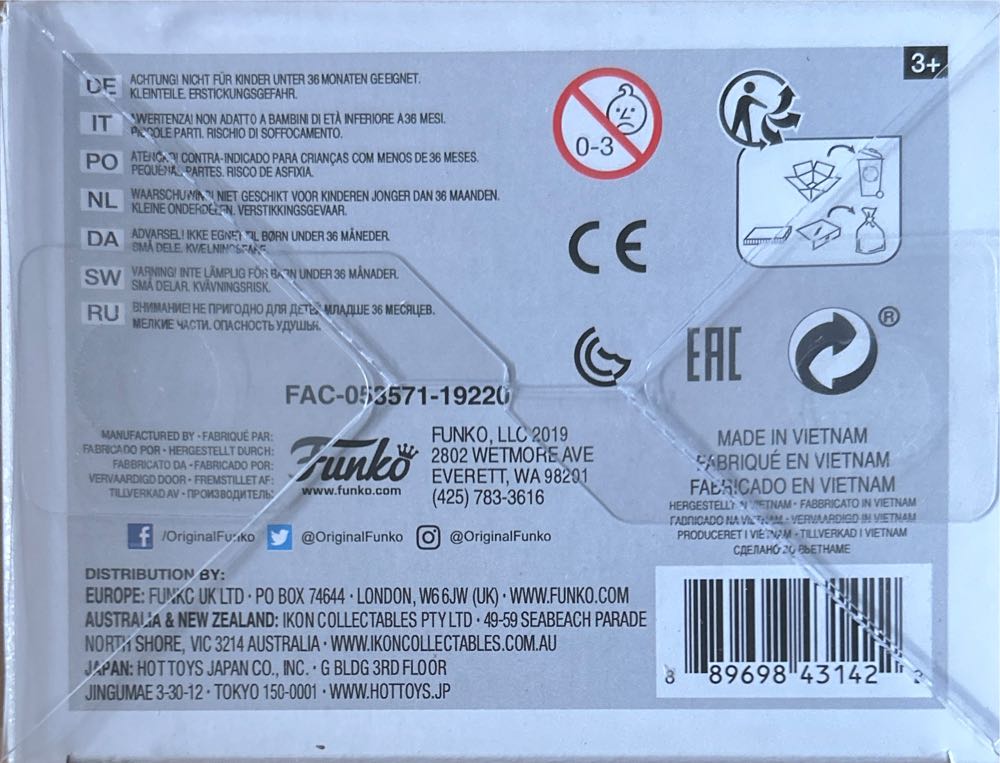 3+
DE ACHTUNG! NICHT FÜR KINDER UNTER 36 MONATEN GEEIGNET.
KLEINTEILE. ERSTICKUNGSGEFAHR.
IT AVVERTENZA! NON ADATTO A BAMBINI DI ETÀ INFERIORE A 36 MESI.
PICCOLE PARTI. RISCHIO DI SOFFOCAMENTO.
PO ATENÇÃO! CONTRA-INDICADO PARA CRIANÇAS COM MENOS DE 36 MESES.
PEQUENAS PARTES. RISCO DE ASFIXIA.
NL WAARSCHUWING! NIET GESCHIKT VOOR KINDEREN JONGER DAN 36 MAANDEN.
KLEINE ONDERDELEN. VERSTIKKINGSGEVAAR.
DA ADVARSEL! IKKE EGNET TIL BØRN UNDER 36 MÅNEDER.
SMÅ DELE. KVÆLNINGSFARE.
SW VARNING! INTE LÄMPLIG FÖR BARN UNDER 36 MÅNADER.
SMÅ DELAR. KVÄVNINGSRISK.
RU ВНИМАНИЕ! НЕ ПРИГОДНО ДЛЯ ДЕТЕЙ МЛАДШЕ 36 МЕСЯЦЕВ.
МЕЛКИЕ ЧАСТИ. ОПАСНОСТЬ УДУШЬЯ.
0-3
CE
EAC
®
FAC-053571-19220
MANUFACTURED BY • FABRIQUÉ PAR:
FABRICADO POR • HERGESTELLT DURCH:
FABBRICATO DA • FABRICADO POR:
VERVAARDIGD DOOR • FREMSTILLET AF:
TILLVERKAD AV • ПРОИЗВОДИТЕЛЬ:
Funko
www.funko.com
FUNKO, LLC 2019
2802 WETMORE AVE
EVERETT, WA 98201
(425) 783-3616
MADE IN VIETNAM
FABRIQUÉ EN VIETNAM
FABRICADO EN VIETNAM
HERGESTELLT IN VIETNAM • FABBRICATO IN VIETNAM
FABRICADO NA VIETNAM • VERVAARDIGD IN VIETNAM
PRODUCERET I VIETNAM • TILLVERKAD I VIETNAM
СДЕЛАНО ВО ВЬЕТНАМЕ
/OriginalFunko @OriginalFunko @OriginalFunko
DISTRIBUTION BY:
EUROPE: FUNKO UK LTD • PO BOX 74644 • LONDON, W6 6JW (UK) • WWW.FUNKO.COM
AUSTRALIA & NEW ZEALAND: IKON COLLECTABLES PTY LTD • 49-59 SEABEACH PARADE
NORTH SHORE, VIC 3214 AUSTRALIA • WWW.IKONCOLLECTABLES.COM.AU
JAPAN: HOT TOYS JAPAN CO., INC. • G BLDG 3RD FLOOR
JINGUMAE 3-30-12 • TOKYO 150-0001 • WWW.HOTTOYS.JP
8 89698 43142 2